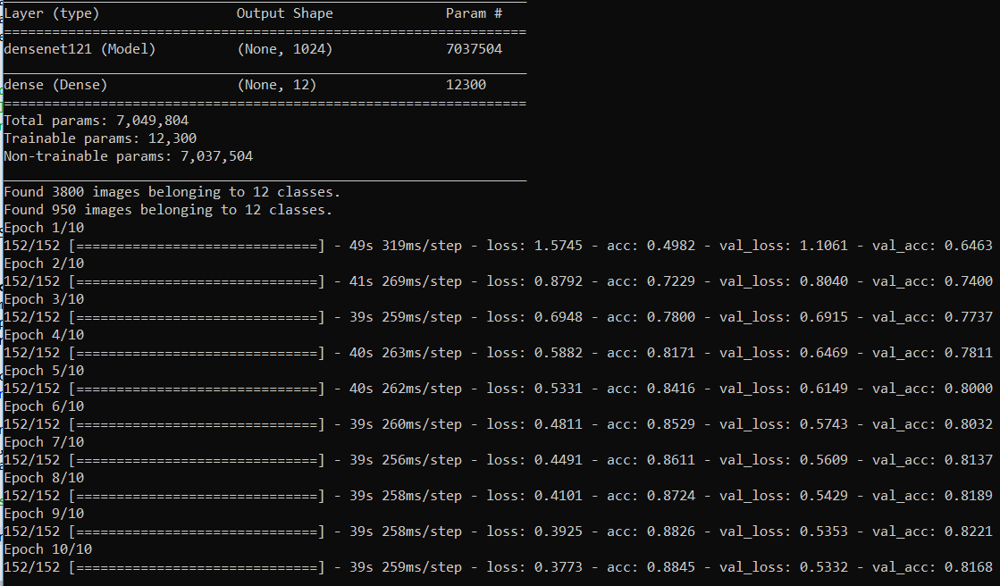 Layer (type)                 Output Shape              Param #
=================================================================
densenet121 (Model)          (None, 1024)              7037504
_________________________________________________________________
dense (Dense)                (None, 12)                12300
=================================================================
Total params: 7,049,804
Trainable params: 12,300
Non-trainable params: 7,037,504
_________________________________________________________________
Found 3800 images belonging to 12 classes.
Found 950 images belonging to 12 classes.
Epoch 1/10
152/152 [==============================] - 49s 319ms/step - loss: 1.5745 - acc: 0.4982 - val_loss: 1.1061 - val_acc: 0.6463
Epoch 2/10
152/152 [==============================] - 41s 269ms/step - loss: 0.8792 - acc: 0.7229 - val_loss: 0.8040 - val_acc: 0.7400
Epoch 3/10
152/152 [==============================] - 39s 259ms/step - loss: 0.6948 - acc: 0.7800 - val_loss: 0.6915 - val_acc: 0.7737
Epoch 4/10
152/152 [==============================] - 40s 263ms/step - loss: 0.5882 - acc: 0.8171 - val_loss: 0.6469 - val_acc: 0.7811
Epoch 5/10
152/152 [==============================] - 40s 262ms/step - loss: 0.5331 - acc: 0.8416 - val_loss: 0.6149 - val_acc: 0.8000
Epoch 6/10
152/152 [==============================] - 39s 260ms/step - loss: 0.4811 - acc: 0.8529 - val_loss: 0.5743 - val_acc: 0.8032
Epoch 7/10
152/152 [==============================] - 39s 256ms/step - loss: 0.4491 - acc: 0.8611 - val_loss: 0.5609 - val_acc: 0.8137
Epoch 8/10
152/152 [==============================] - 39s 258ms/step - loss: 0.4101 - acc: 0.8724 - val_loss: 0.5429 - val_acc: 0.8189
Epoch 9/10
152/152 [==============================] - 39s 258ms/step - loss: 0.3925 - acc: 0.8826 - val_loss: 0.5353 - val_acc: 0.8221
Epoch 10/10
152/152 [==============================] - 39s 259ms/step - loss: 0.3773 - acc: 0.8845 - val_loss: 0.5332 - val_acc: 0.8168